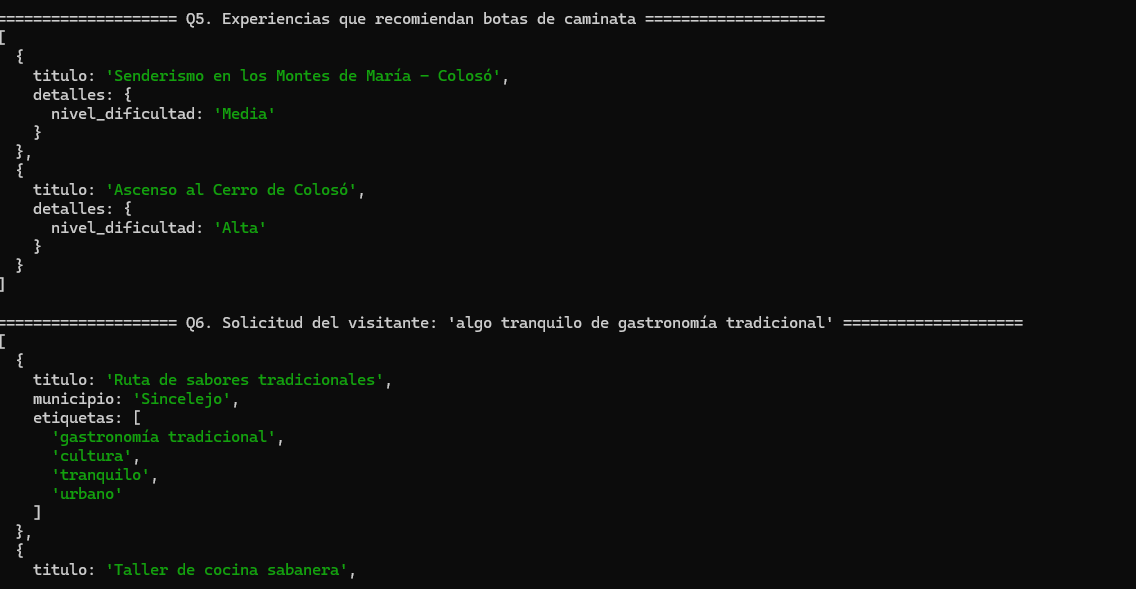 ==================== Q5. Experiencias que recomiendan botas de caminata ====================
[
  {
    titulo: 'Senderismo en los Montes de María – Colosó',
    detalles: {
      nivel_dificultad: 'Media'
    }
  },
  {
    titulo: 'Ascenso al Cerro de Colosó',
    detalles: {
      nivel_dificultad: 'Alta'
    }
  }
]
==================== Q6. Solicitud del visitante: 'algo tranquilo de gastronomía tradicional' ====================
[
  {
    titulo: 'Ruta de sabores tradicionales',
    municipio: 'Sincelejo',
    etiquetas: [
      'gastronomía tradicional',
      'cultura',
      'tranquilo',
      'urbano'
    ]
  },
  {
    titulo: 'Taller de cocina sabanera',